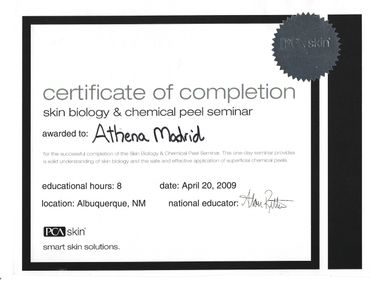 PCA skin
certificate of completion
skin biology & chemical peel seminar
awarded to: Athena Madrid
for the successful completion of the Skin Biology & Chemical Peel Seminar. This one-day seminar provides
a solid understanding of skin biology and the safe and effective application of superficial chemical peels.
educational hours: 8 date: April 20, 2009
location: Albuquerque, NM national educator:
PCA skin
smart skin solutions.